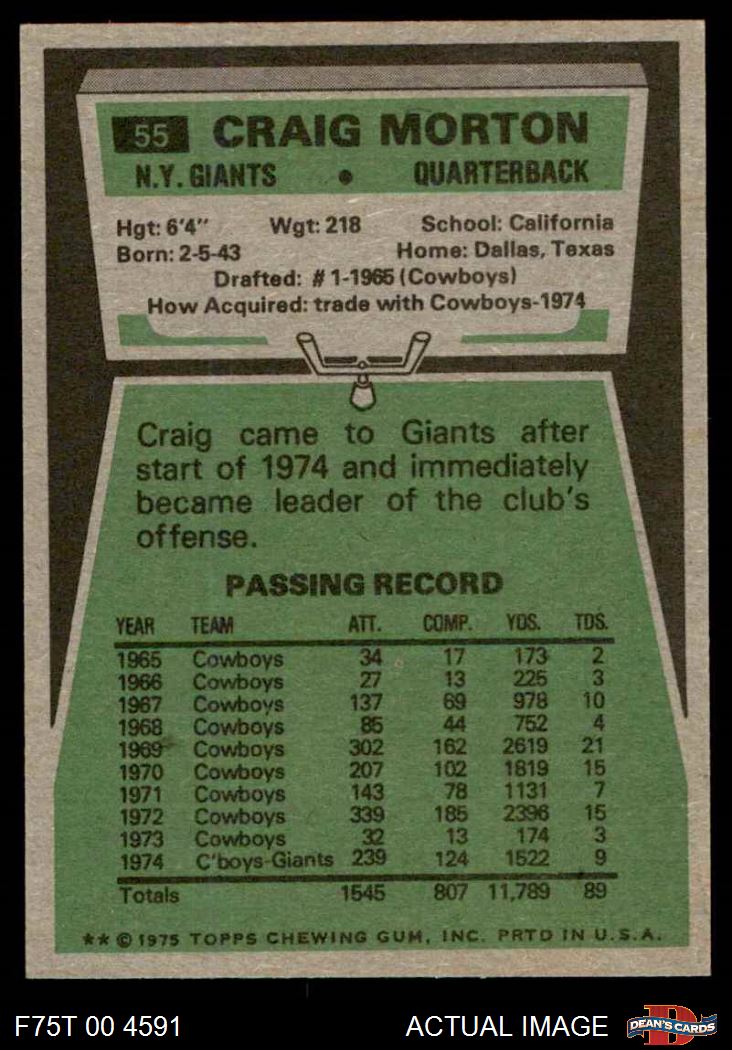 55 CRAIG MORTON
N.Y. GIANTS • QUARTERBACK
Hgt: 6'4" Wgt: 218 School: California
Born: 2-5-43 Home: Dallas, Texas
Drafted: #1-1965 (Cowboys)
How Acquired: trade with Cowboys-1974
Craig came to Giants after
start of 1974 and immediately
became leader of the club's
offense.
PASSING RECORD
YEAR TEAM ATT. COMP. YDS. TDS.
1965 Cowboys 34 17 173 2
1966 Cowboys 27 13 225 3
1967 Cowboys 137 69 978 10
1968 Cowboys 85 44 752 4
1969 Cowboys 302 162 2619 21
1970 Cowboys 207 102 1819 15
1971 Cowboys 143 78 1131 7
1972 Cowboys 339 185 2396 15
1973 Cowboys 32 13 174 3
1974 C'boys-Giants 239 124 1522 9
Totals 1545 807 11,789 89
** © 1975 TOPPS CHEWING GUM, INC. PRTD IN U.S.A.
F75T 00 4591 ACTUAL IMAGE D DEAN'S CARDS